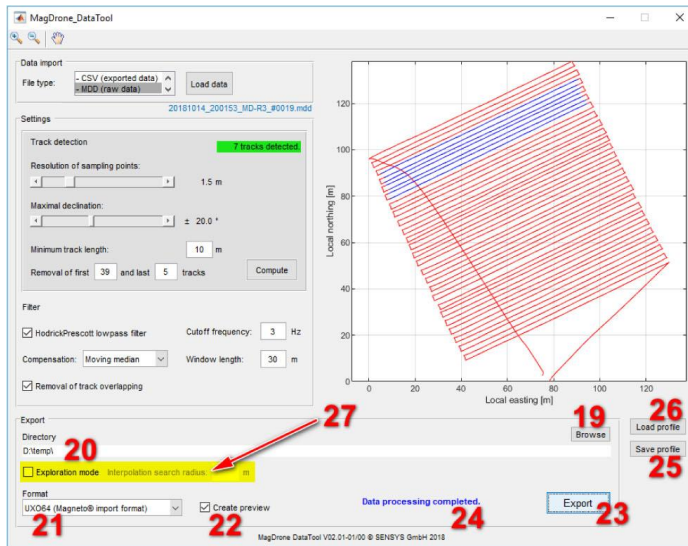 MagDrone_DataTool
Data import
File type:
- CSV (exported data)
- MDD (raw data)
Load data
20181014_200153_MD-R3_#0019.mdd
Settings
Track detection
7 tracks detected.
Resolution of sampling points:
1.5 m
Maximal declination:
± 20.0 °
Minimum track length: 10 m
Removal of first 39 and last 5 tracks
Compute
Filter
HodrickPrescott lowpass filter
Cutoff frequency: 3 Hz
Compensation: Moving median
Window length: 30 m
Removal of track overlapping
Local northing [m]
120
100
80
60
40
20
0
0 20 40 60 80 100 120
Local easting [m]
27
Export
Directory
D:\temp\
19
Browse
26
Load profile
Save profile
25
20
Exploration mode Interpolation search radius: m
Format
UXO64 (Magneto® import format)
21
Create preview
22
Data processing completed.
24
Export
23
MagDrone DataTool V02.01-01/00 © SENSYS GmbH 2018